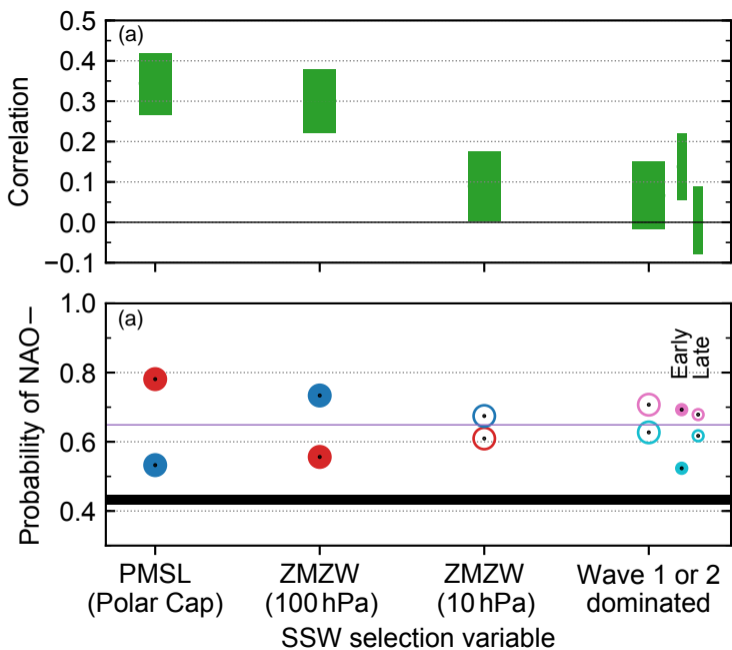 0.5
(a)
0.4
0.3
0.2
0.1
0.0
−0.1
Correlation
1.0
(a)
0.8
0.6
0.4
Probability of NAO−
Early
Late
PMSL
(Polar Cap)
ZMZW
(100 hPa)
ZMZW
(10 hPa)
Wave 1 or 2
dominated
SSW selection variable